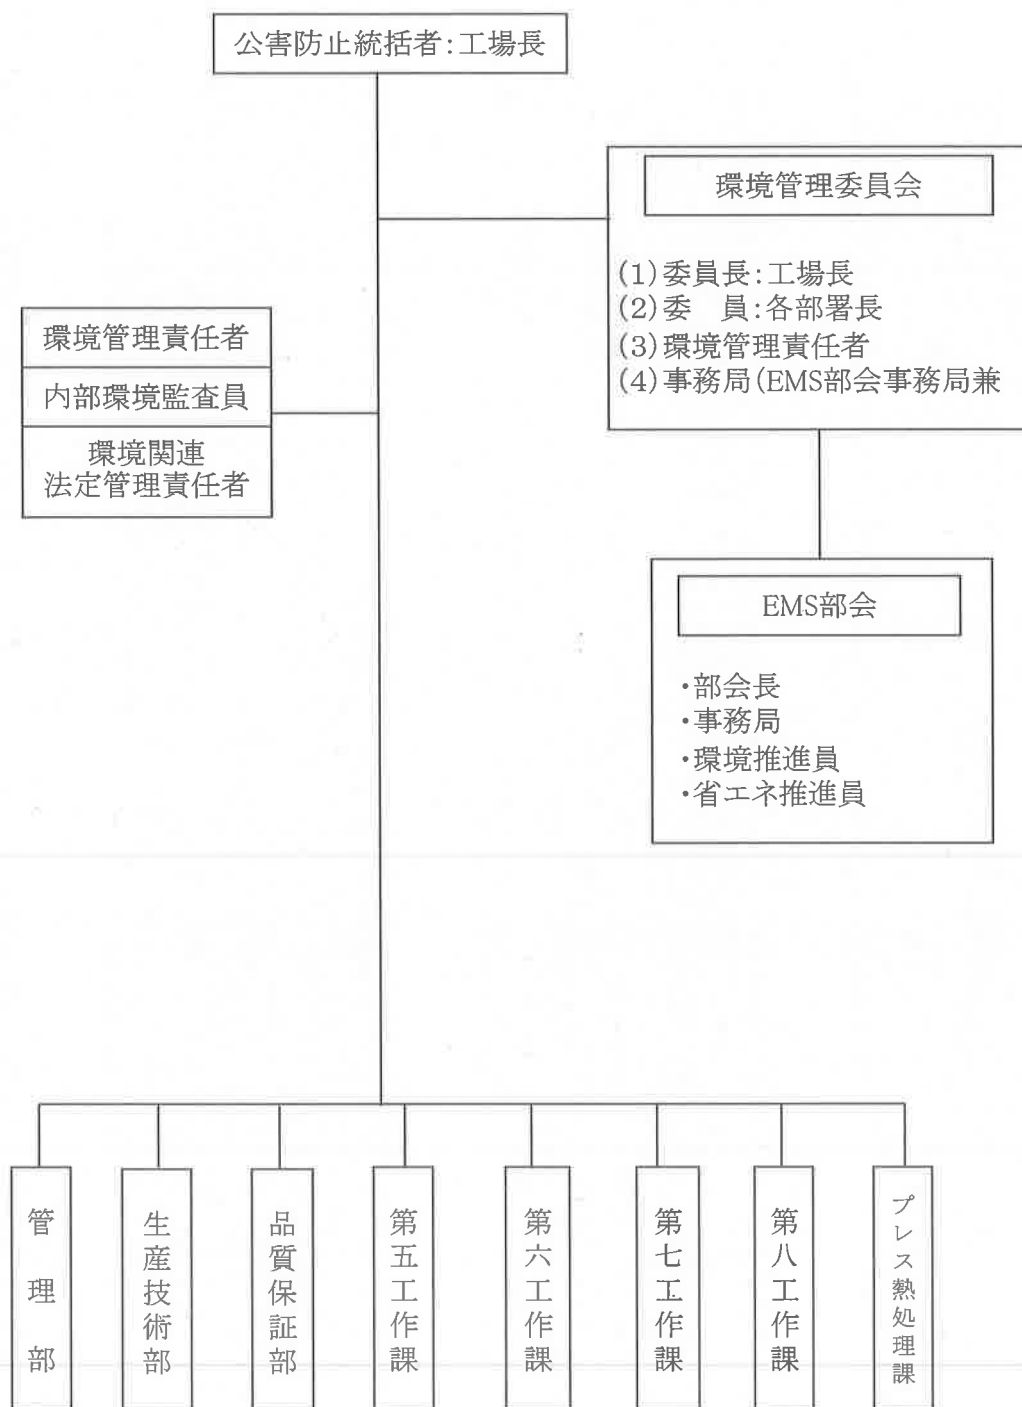 公害防止統括者:工場長
環境管理委員会
(1)委員長:工場長
(2)委　員:各部署長
(3)環境管理責任者
(4)事務局(EMS部会事務局兼
環境管理責任者
内部環境監査員
環境関連
法定管理責任者
EMS部会
・部会長
・事務局
・環境推進員
・省エネ推進員
管理部
生産技術部
品質保証部
第五工作課
第六工作課
第七工作課
第八工作課
プレス熱処理課